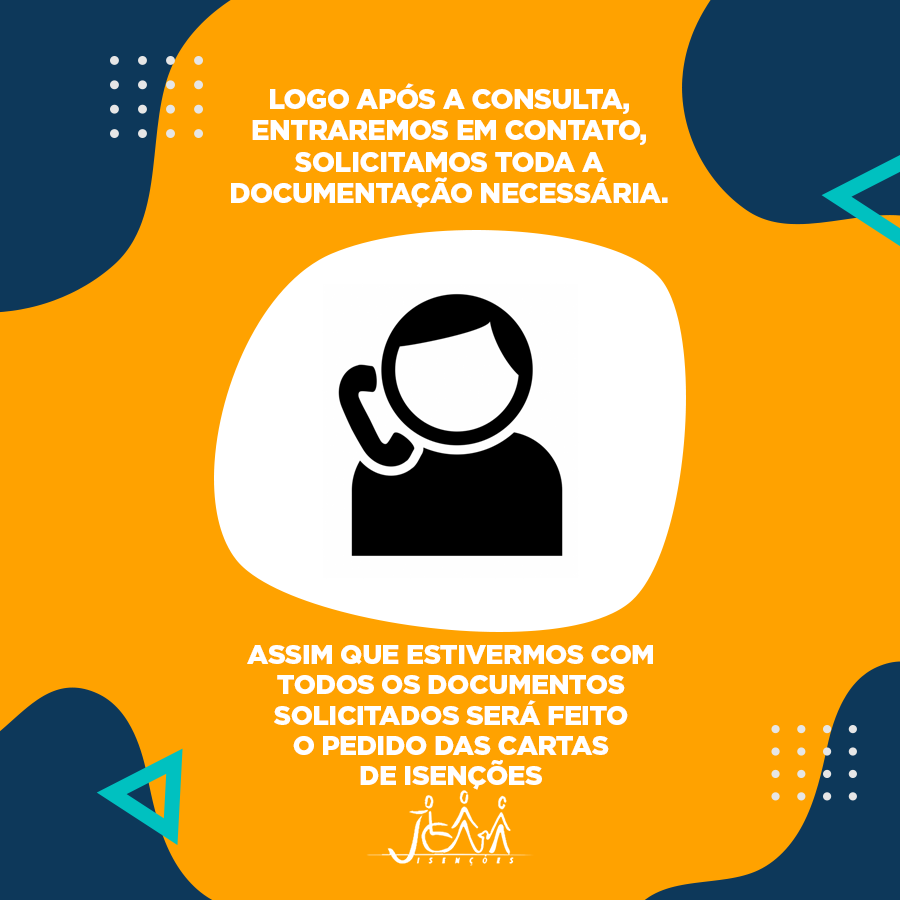 LOGO APÓS A CONSULTA,
ENTRAREMOS EM CONTATO,
SOLICITAMOS TODA A
DOCUMENTAÇÃO NECESSÁRIA.
ASSIM QUE ESTIVERMOS COM
TODOS OS DOCUMENTOS
SOLICITADOS SERÁ FEITO
O PEDIDO DAS CARTAS
DE ISENÇÕES
ISENÇÕES